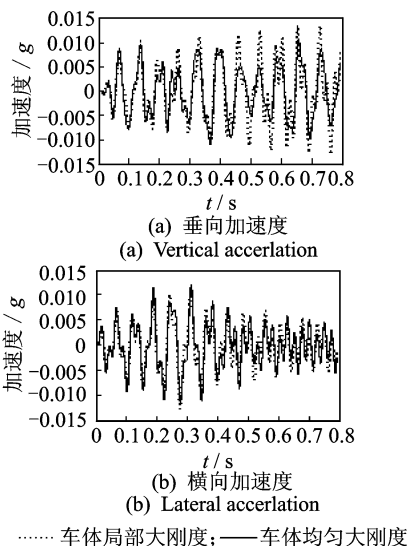 0.015
0.010
0.005
0
−0.005
−0.010
−0.015
加速度 / g
0 0.1 0.2 0.3 0.4 0.5 0.6 0.7 0.8
t / s
(a) 垂向加速度
(a) Vertical accerlation
0.015
0.010
0.005
0
−0.005
−0.010
−0.015
加速度 / g
0 0.1 0.2 0.3 0.4 0.5 0.6 0.7 0.8
t / s
(b) 横向加速度
(b) Lateral accerlation
车体局部大刚度; 车体均匀大刚度